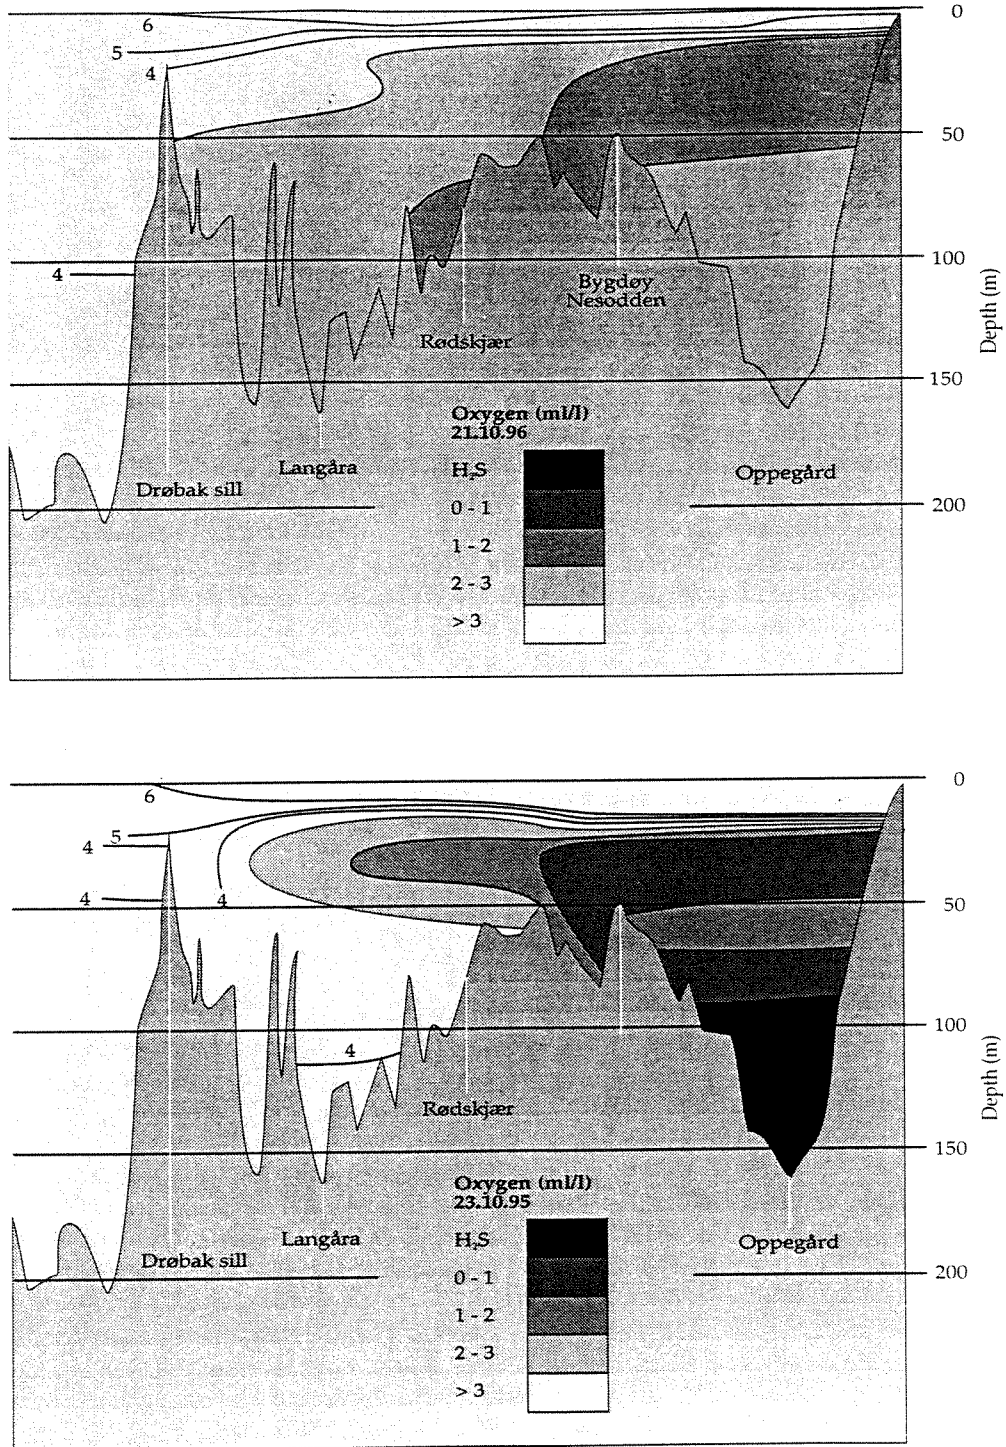 0
6
5
4
50
4
100
Bygdøy
Nesodden
Depth (m)
Rødskjær
150
Oxygen (ml/l)
21.10.96
Langåra
H₂S
Oppegård
Drøbak sill
0 - 1
200
1 - 2
2 - 3
> 3
0
6
5
4
4
4
50
100
4
Depth (m)
Rødskjær
150
Oxygen (ml/l)
23.10.95
Langåra
H₂S
Oppegård
Drøbak sill
0 - 1
200
1 - 2
2 - 3
> 3